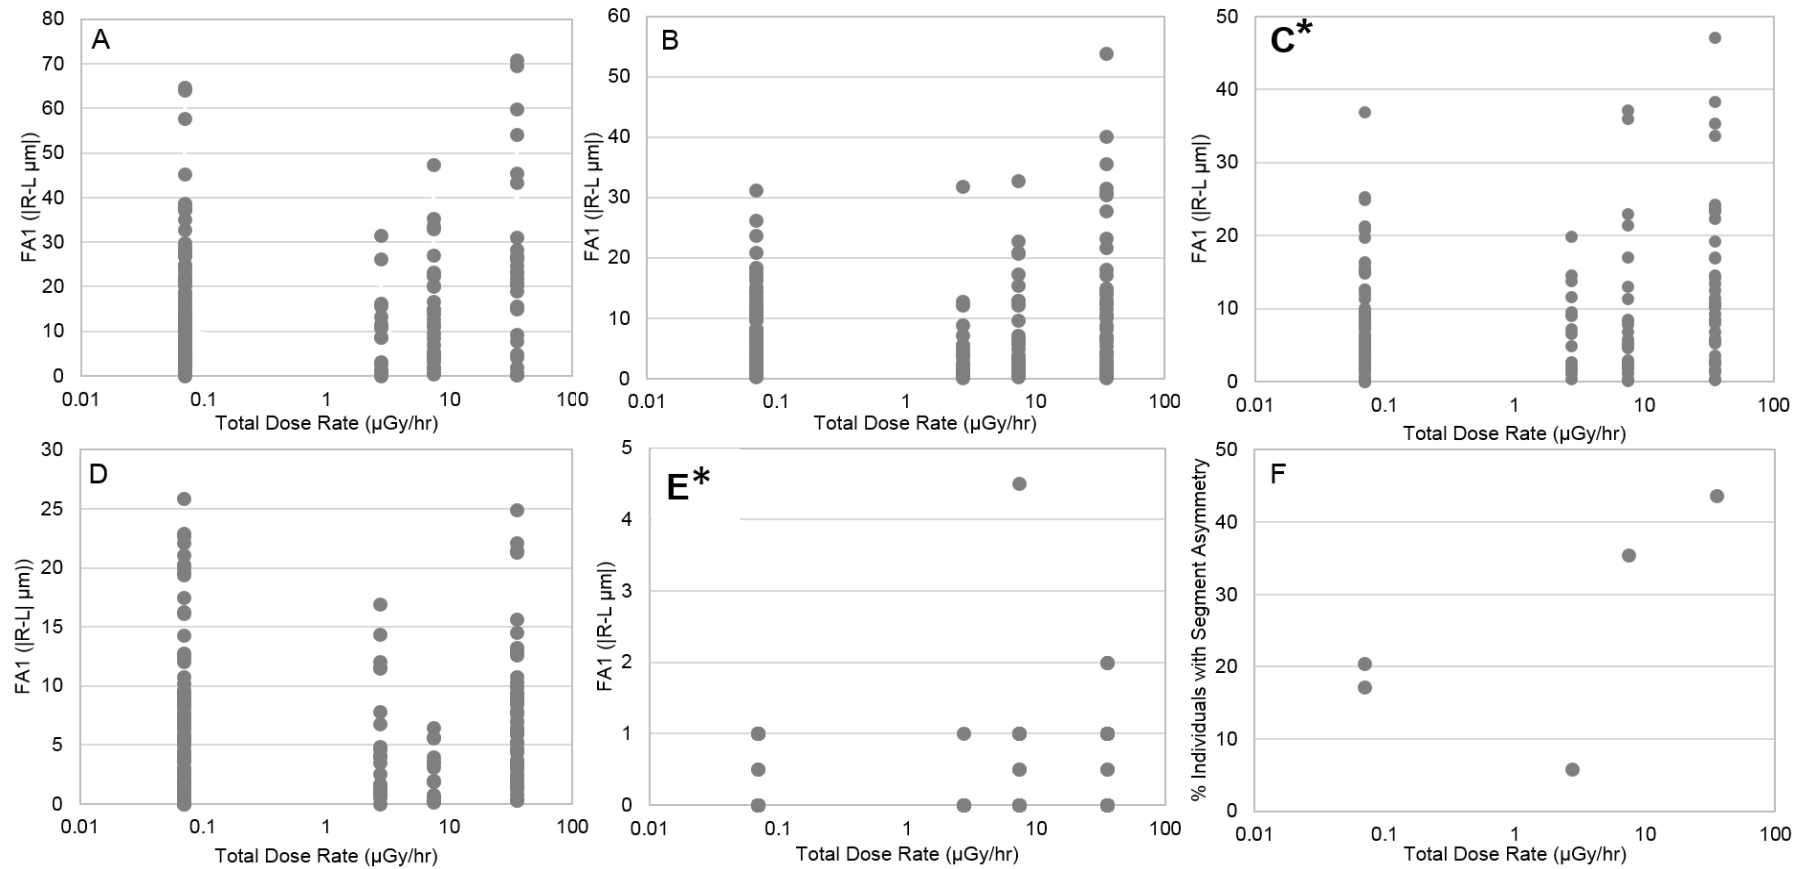 A
FA1 (|R-L µm|)
80
70
60
50
40
30
20
10
0
0.01 0.1 1 10 100
Total Dose Rate (µGy/hr)
B
FA1 (|R-L µm|)
60
50
40
30
20
10
0
0.01 0.1 1 10 100
Total Dose Rate (µGy/hr)
C*
FA1 (|R-L µm|)
50
40
30
20
10
0
0.01 0.1 1 10 100
Total Dose Rate (µGy/hr)
D
FA1 (|R-L| µm))
30
25
20
15
10
5
0
0.01 0.1 1 10 100
Total Dose Rate (µGy/hr)
E*
FA1 (|R-L µm|)
5
4
3
2
1
0
0.01 0.1 1 10 100
Total Dose Rate (µGy/hr)
F
% Individuals with Segment Asymmetry
50
40
30
20
10
0
0.01 0.1 1 10 100
Total Dose Rate (µGy/hr)